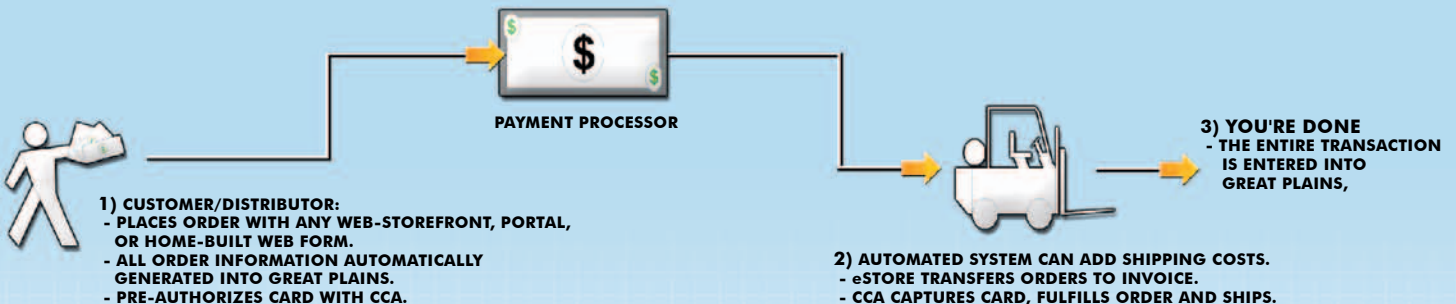 $
$
$
PAYMENT PROCESSOR
1) CUSTOMER/DISTRIBUTOR:
- PLACES ORDER WITH ANY WEB-STOREFRONT, PORTAL,
OR HOME-BUILT WEB FORM.
- ALL ORDER INFORMATION AUTOMATICALLY
GENERATED INTO GREAT PLAINS.
- PRE-AUTHORIZES CARD WITH CCA.
2) AUTOMATED SYSTEM CAN ADD SHIPPING COSTS.
- eSTORE TRANSFERS ORDERS TO INVOICE.
- CCA CAPTURES CARD, FULFILLS ORDER AND SHIPS.
3) YOU'RE DONE
- THE ENTIRE TRANSACTION
IS ENTERED INTO
GREAT PLAINS,